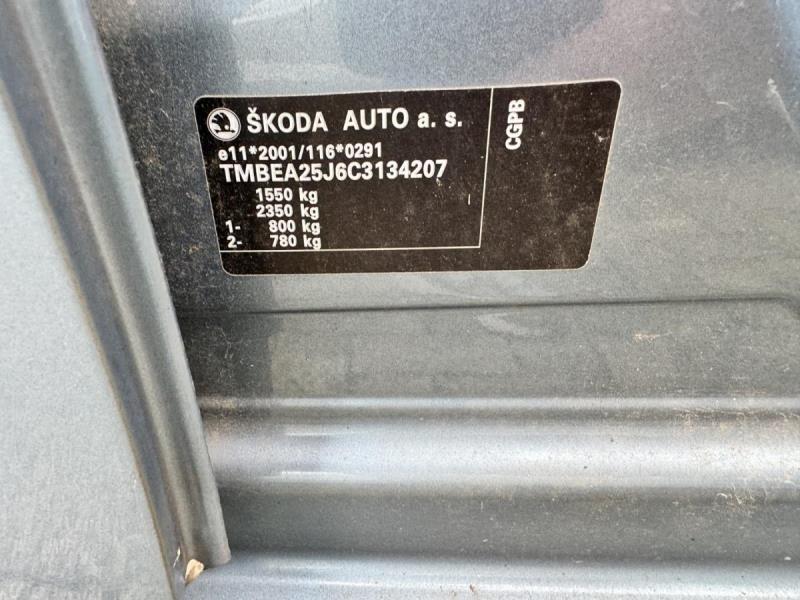 ŠKODA AUTO a. s.
e11*2001/116*0291
TMBEA25J6C3134207
1550 kg
2350 kg
1- 800 kg
2- 780 kg
CGPB